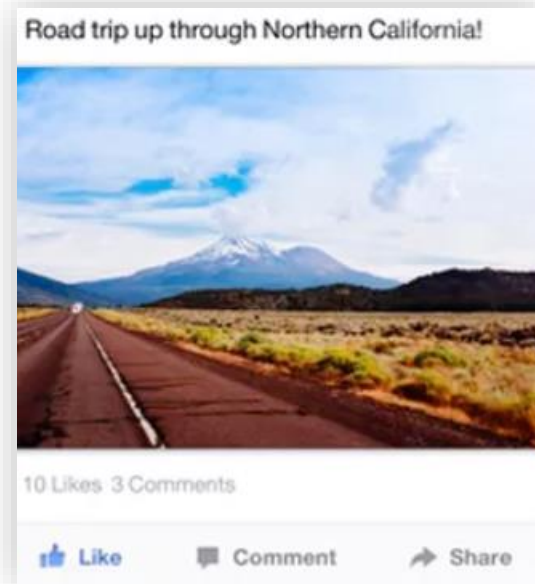 Road trip up through Northern California!
10 Likes 3 Comments
Like Comment Share